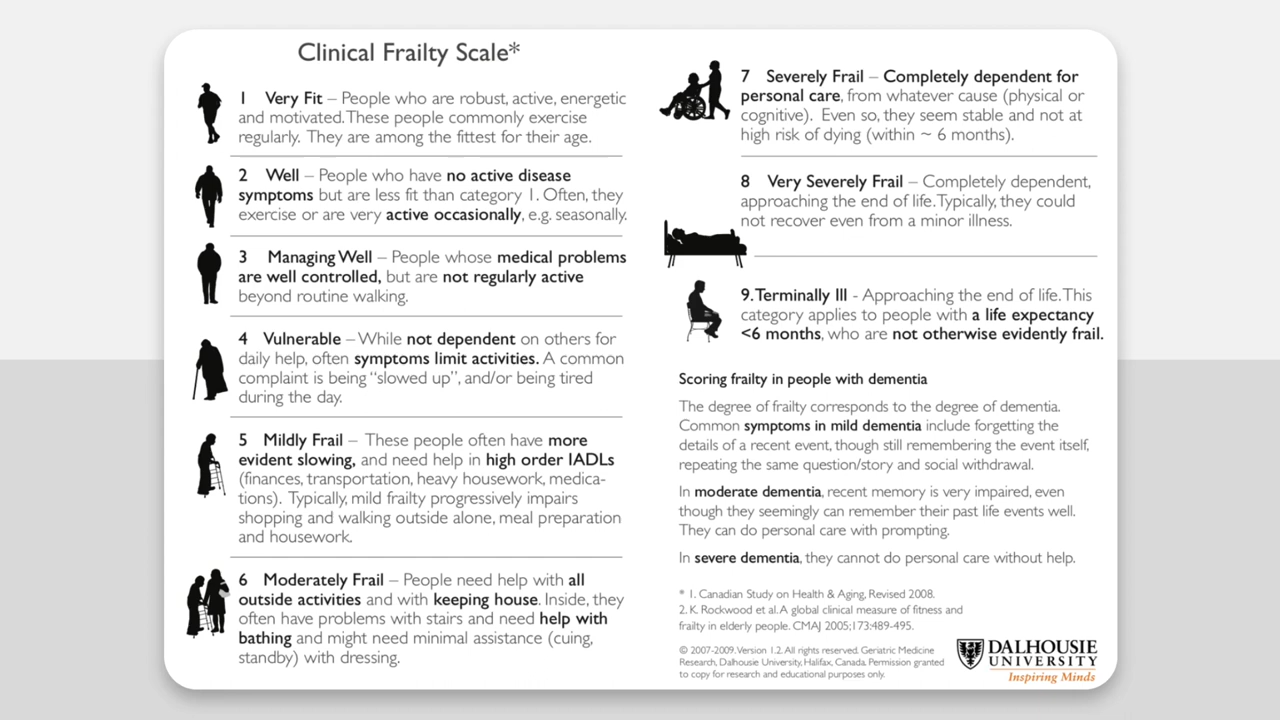 Clinical Frailty Scale*
1 Very Fit – People who are robust, active, energetic
and motivated. These people commonly exercise
regularly. They are among the fittest for their age.
2 Well – People who have no active disease
symptoms but are less fit than category 1. Often, they
exercise or are very active occasionally, e.g. seasonally.
3 Managing Well – People whose medical problems
are well controlled, but are not regularly active
beyond routine walking.
4 Vulnerable – While not dependent on others for
daily help, often symptoms limit activities. A common
complaint is being “slowed up”, and/or being tired
during the day.
5 Mildly Frail – These people often have more
evident slowing, and need help in high order IADLs
(finances, transportation, heavy housework, medica-
tions). Typically, mild frailty progressively impairs
shopping and walking outside alone, meal preparation
and housework.
6 Moderately Frail – People need help with all
outside activities and with keeping house. Inside, they
often have problems with stairs and need help with
bathing and might need minimal assistance (cuing,
standby) with dressing.
7 Severely Frail – Completely dependent for
personal care, from whatever cause (physical or
cognitive). Even so, they seem stable and not at
high risk of dying (within ~ 6 months).
8 Very Severely Frail – Completely dependent,
approaching the end of life. Typically, they could
not recover even from a minor illness.
9. Terminally Ill - Approaching the end of life. This
category applies to people with a life expectancy
<6 months, who are not otherwise evidently frail.
Scoring frailty in people with dementia
The degree of frailty corresponds to the degree of dementia.
Common symptoms in mild dementia include forgetting the
details of a recent event, though still remembering the event itself,
repeating the same question/story and social withdrawal.
In moderate dementia, recent memory is very impaired, even
though they seemingly can remember their past life events well.
They can do personal care with prompting.
In severe dementia, they cannot do personal care without help.
* 1. Canadian Study on Health & Aging, Revised 2008.
2. K. Rockwood et al. A global clinical measure of fitness and
frailty in elderly people. CMAJ 2005;173:489-495.
© 2007-2009. Version 1.2. All rights reserved. Geriatric Medicine
Research, Dalhousie University, Halifax, Canada. Permission granted
to copy for research and educational purposes only.
DALHOUSIE
UNIVERSITY
Inspiring Minds